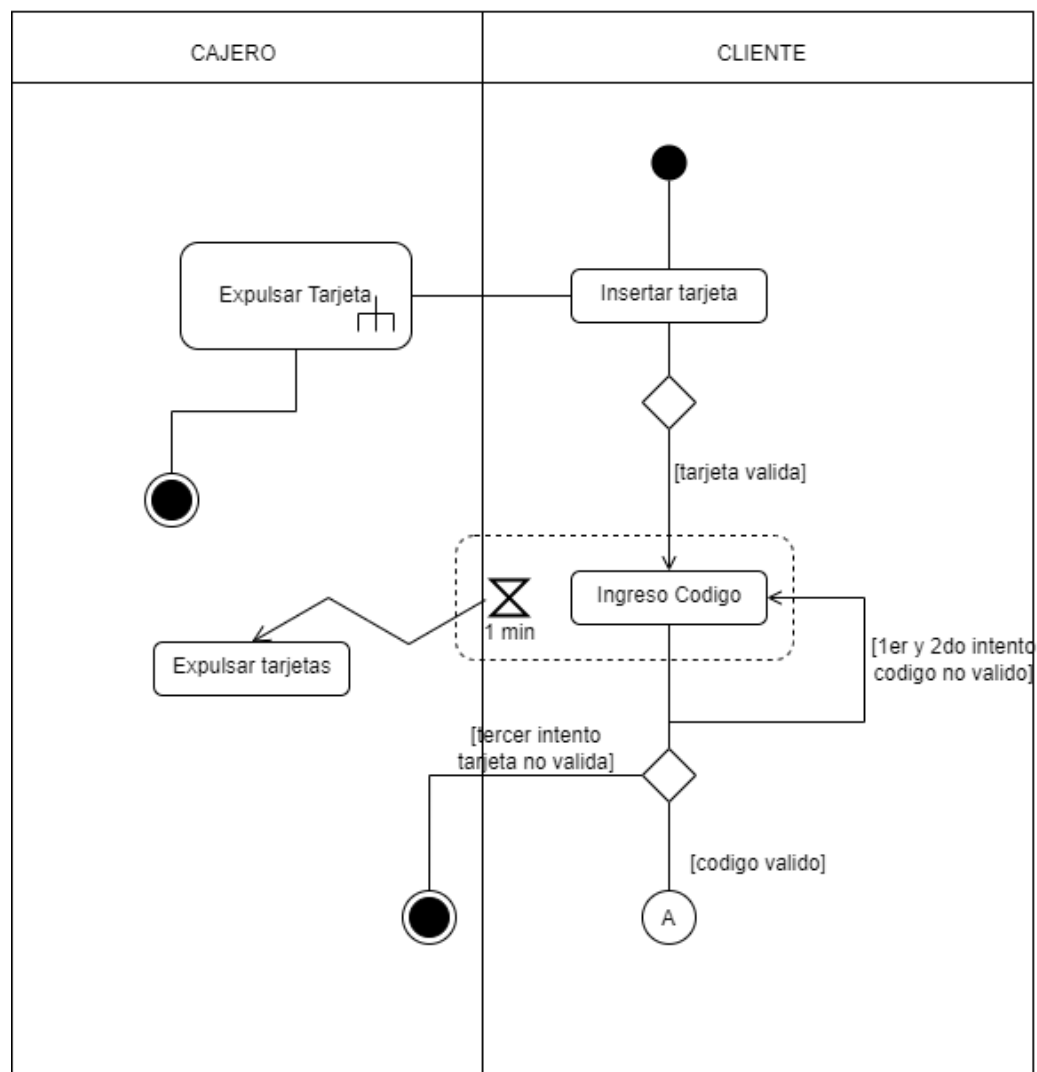 CAJERO
CLIENTE
Expulsar Tarjeta
Insertar tarjeta
[tarjeta valida]
Ingreso Codigo
1 min
Expulsar tarjetas
[1er y 2do intento
codigo no valido]
[tercer intento
tarjeta no valida]
[codigo valido]
A